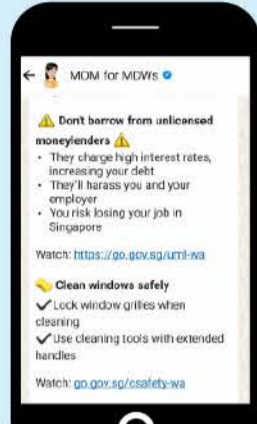 MOM for MDWs
⚠️ Don't borrow from unlicensed
moneylenders ⚠️
• They charge high interest rates,
increasing your debt
• They'll harass you and your
employer
• You risk losing your job in
Singapore
Watch: https://go.gov.sg/uml-wa
🧽 Clean windows safely
✔ Lock window grilles when
cleaning
✔ Use cleaning tools with extended
handles
Watch: go.gov.sg/csafety-wa